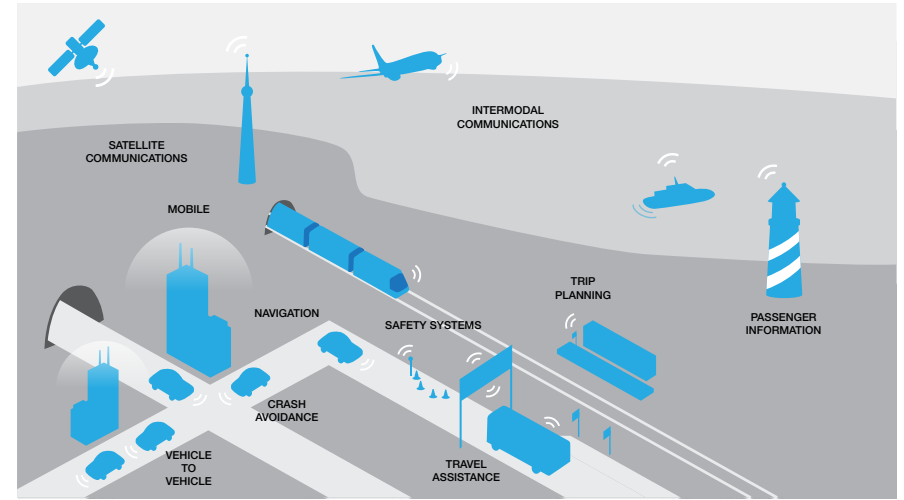 INTERMODAL
COMMUNICATIONS
SATELLITE
COMMUNICATIONS
MOBILE
TRIP
PLANNING
NAVIGATION
SAFETY SYSTEMS
PASSENGER
INFORMATION
CRASH
AVOIDANCE
VEHICLE
TO
VEHICLE
TRAVEL
ASSISTANCE